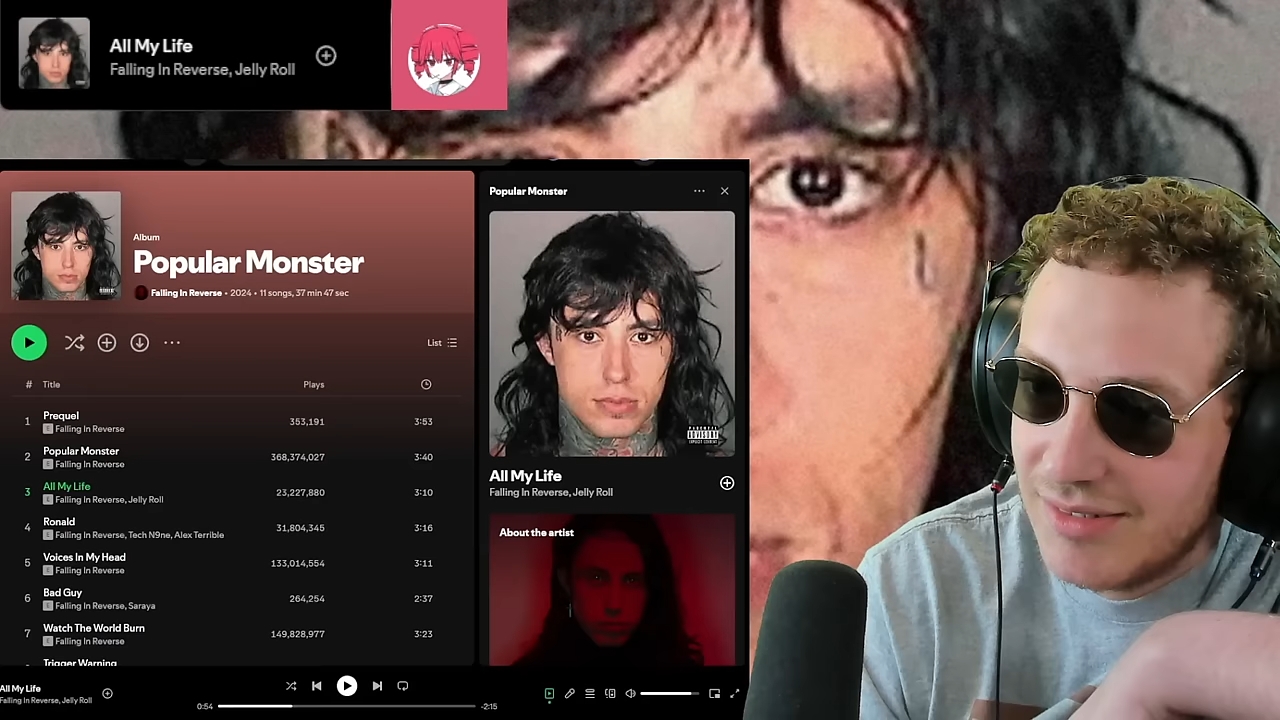 All My Life
Falling In Reverse, Jelly Roll
Album
Popular Monster
Falling In Reverse • 2024 • 11 songs, 37 min 47 sec
List
# Title Plays
1 Prequel 353,191 3:53
E Falling In Reverse
2 Popular Monster 368,374,027 3:40
E Falling In Reverse
3 All My Life 23,227,880 3:10
E Falling In Reverse, Jelly Roll
4 Ronald 31,804,345 3:16
E Falling In Reverse, Tech N9ne, Alex Terrible
5 Voices In My Head 133,014,554 3:11
E Falling In Reverse
6 Bad Guy 264,254 2:37
E Falling In Reverse, Saraya
7 Watch The World Burn 149,828,977 3:23
E Falling In Reverse
Trigger Warning
Popular Monster
PARENTAL
ADVISORY
EXPLICIT CONTENT
All My Life
Falling In Reverse, Jelly Roll
About the artist
All My Life
Falling In Reverse, Jelly Roll
0:54 -2:15